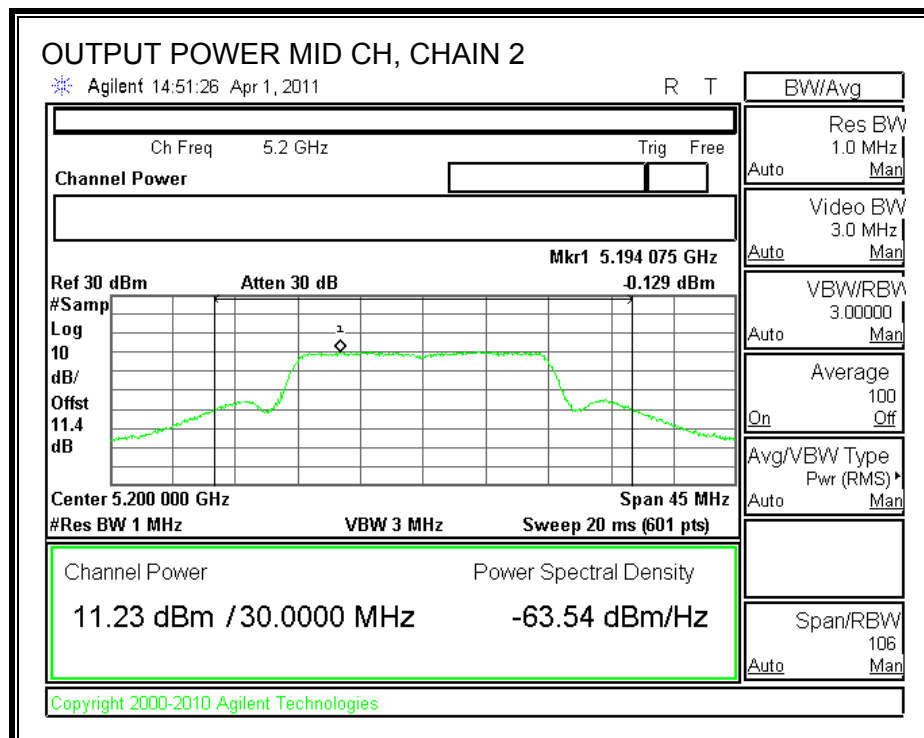 OUTPUT POWER MID CH, CHAIN 2
Agilent 14:51:26 Apr 1, 2011
R T
Ch Freq 5.2 GHz Trig Free
Channel Power
Mkr1 5.194 075 GHz
Ref 30 dBm Atten 30 dB -0.129 dBm
#Samp
Log
10
dB/
Offst
11.4
dB
1
Center 5.200 000 GHz Span 45 MHz
#Res BW 1 MHz VBW 3 MHz Sweep 20 ms (601 pts)
Channel Power Power Spectral Density
11.23 dBm / 30.0000 MHz -63.54 dBm/Hz
Copyright 2000-2010 Agilent Technologies
BW/Avg
Res BW
1.0 MHz
Auto Man
Video BW
3.0 MHz
Auto Man
VBW/RBW
3.00000
Auto Man
Average
100
On Off
Avg/VBW Type
Pwr (RMS)
Auto Man
Span/RBW
106
Auto Man